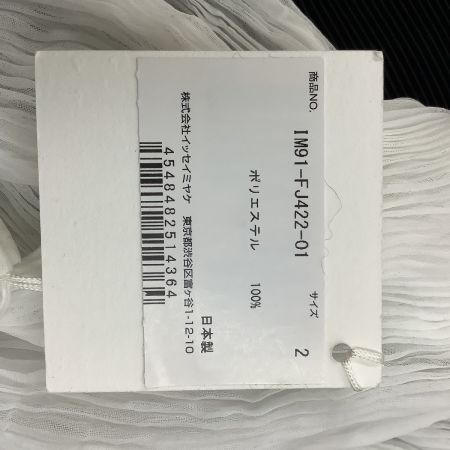 商品NO. サイズ
IM91-FJ422-01 2
ポリエステル 100%
日本製
株式会社イッセイミヤケ 東京都渋谷区富ヶ谷1-12-10
4548482514364